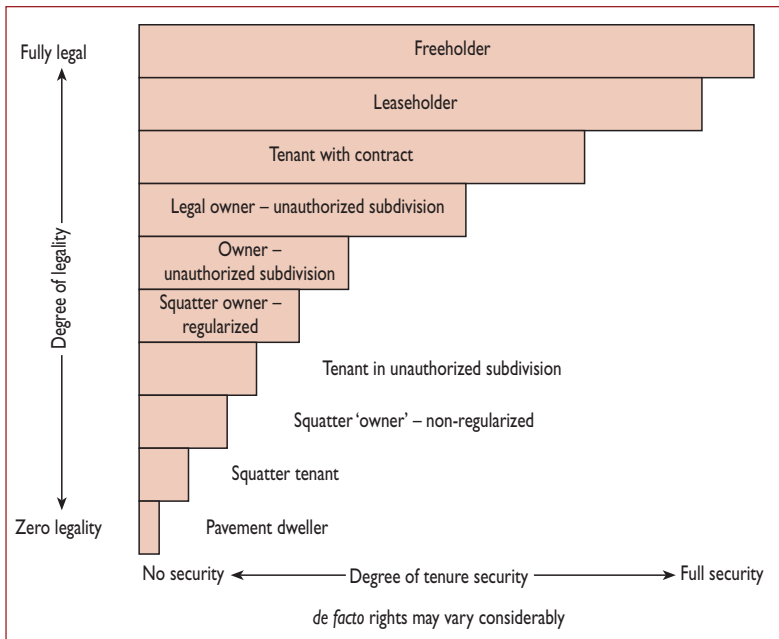 Fully legal
Freeholder
Leaseholder
Tenant with contract
Legal owner – unauthorized subdivision
Owner –
unauthorized subdivision
Squatter owner –
regularized
Degree of legality
Tenant in unauthorized subdivision
Squatter ‘owner’ – non-regularized
Squatter tenant
Zero legality
Pavement dweller
No security
Degree of tenure security
Full security
de facto rights may vary considerably